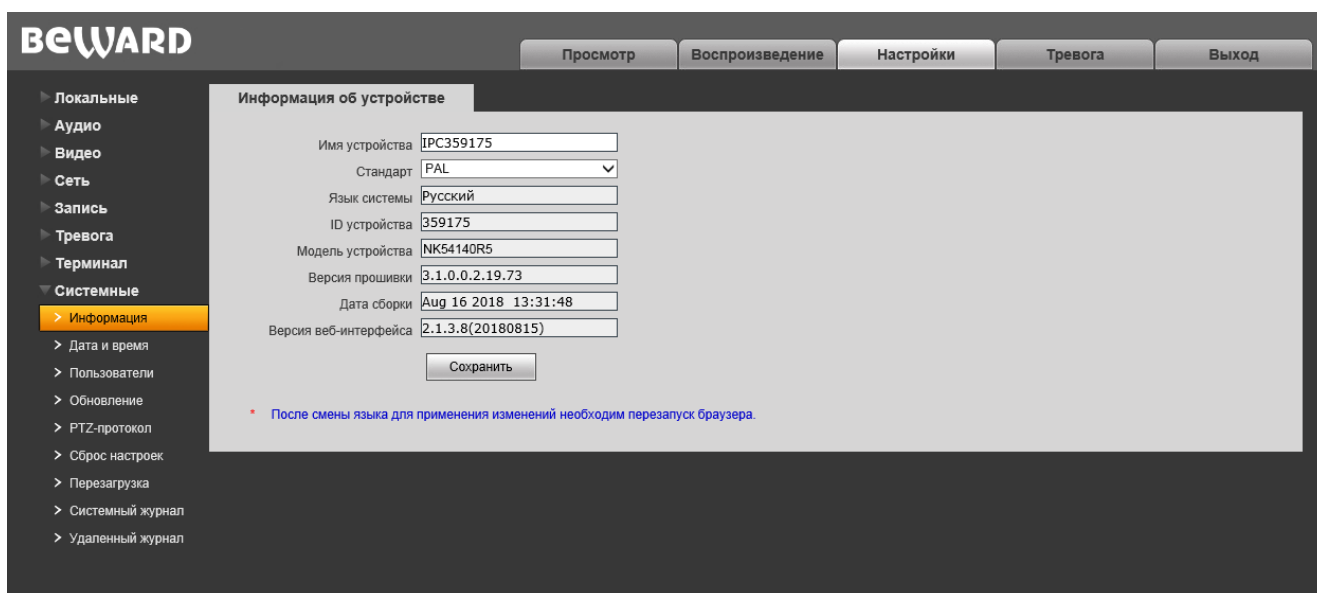 BEWARD
Просмотр
Воспроизведение
Настройки
Тревога
Выход
Локальные
Аудио
Видео
Сеть
Запись
Тревога
Терминал
Системные
Информация
Дата и время
Пользователи
Обновление
PTZ-протокол
Сброс настроек
Перезагрузка
Системный журнал
Удаленный журнал
Информация об устройстве
Имя устройства IPC359175
Стандарт PAL
Язык системы Русский
ID устройства 359175
Модель устройства NK54140R5
Версия прошивки 3.1.0.0.2.19.73
Дата сборки Aug 16 2018 13:31:48
Версия веб-интерфейса 2.1.3.8(20180815)
Сохранить
* После смены языка для применения изменений необходим перезапуск браузера.